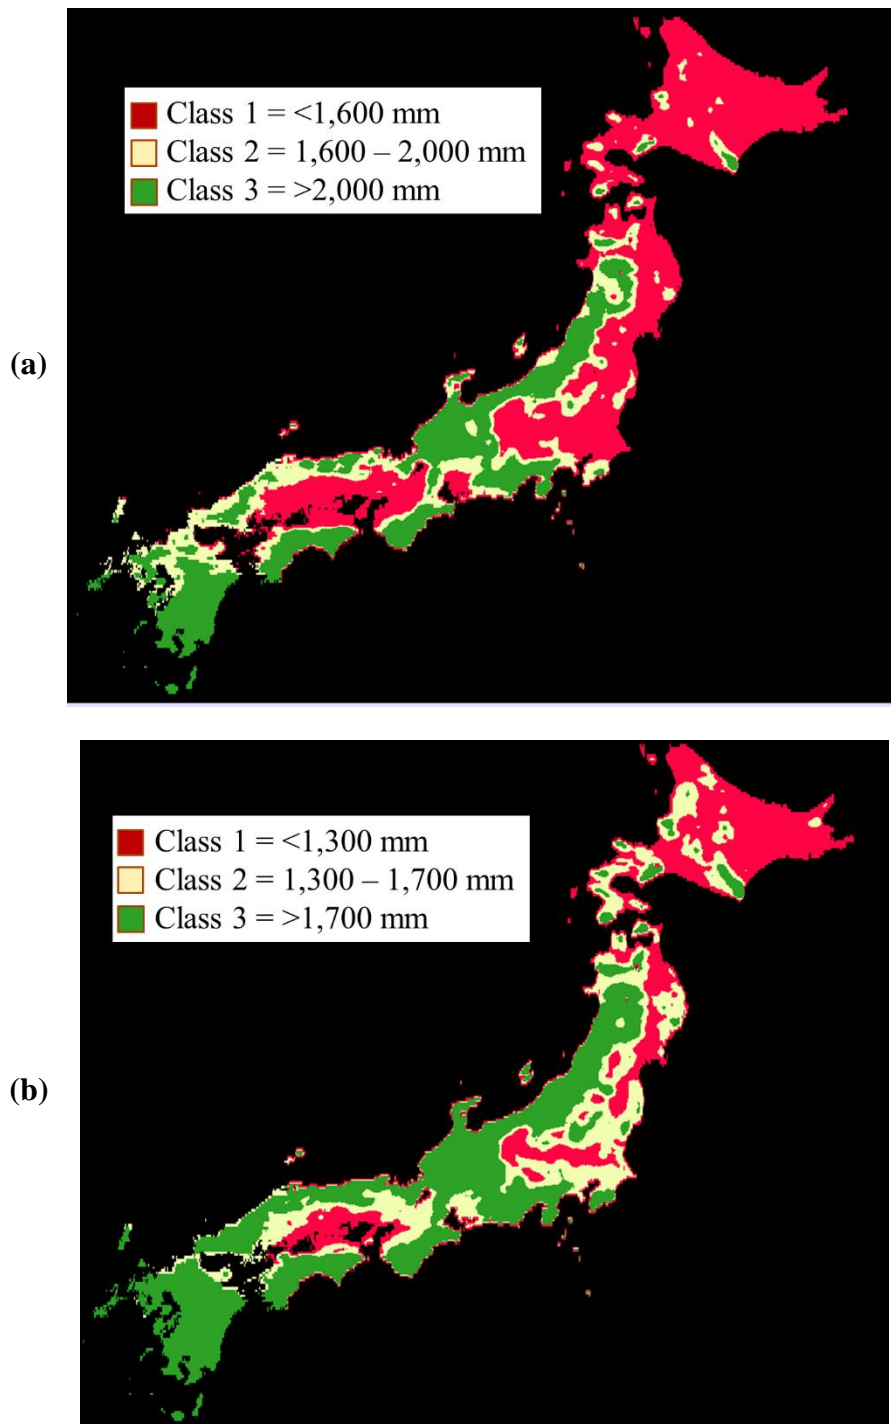 Class 1 = <1,600 mm
Class 2 = 1,600 – 2,000 mm
Class 3 = >2,000 mm
(a)
Class 1 = <1,300 mm
Class 2 = 1,300 – 1,700 mm
Class 3 = >1,700 mm
(b)